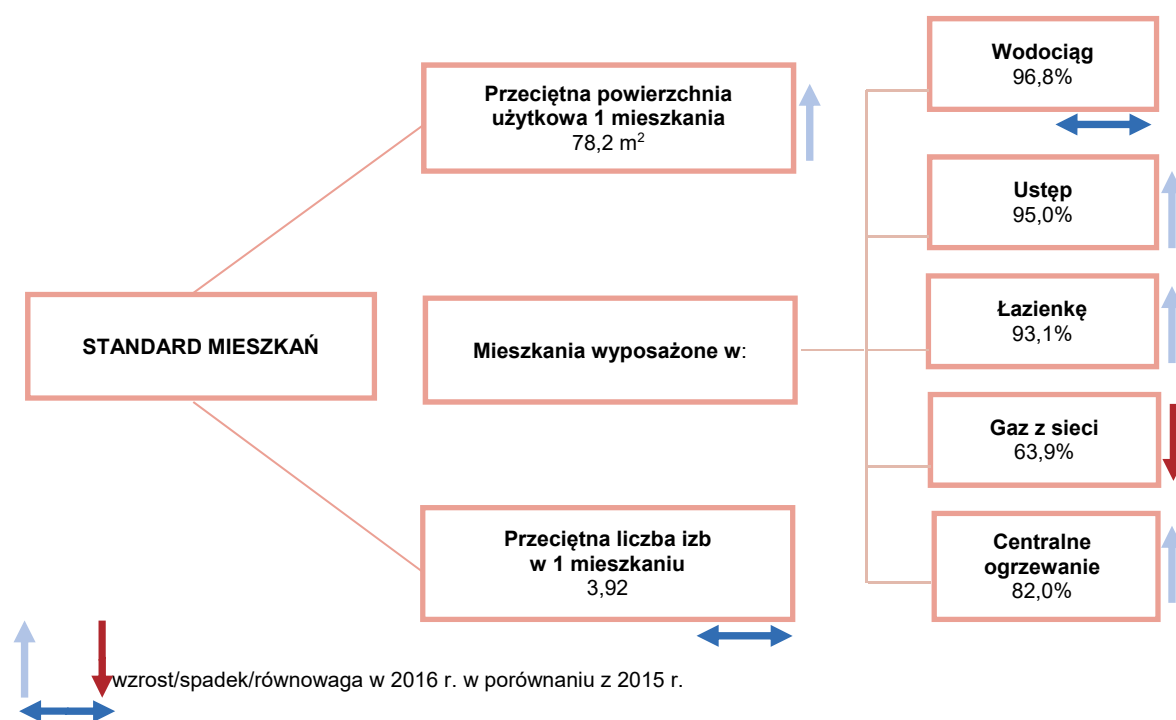 STANDARD MIESZKAŃ
Przeciętna powierzchnia
użytkowa 1 mieszkania
78,2 m²
Mieszkania wyposażone w:
Przeciętna liczba izb
w 1 mieszkaniu
3,92
Wodociąg
96,8%
Ustęp
95,0%
Łazienkę
93,1%
Gaz z sieci
63,9%
Centralne
ogrzewanie
82,0%
wzrost/spadek/równowaga w 2016 r. w porównaniu z 2015 r.